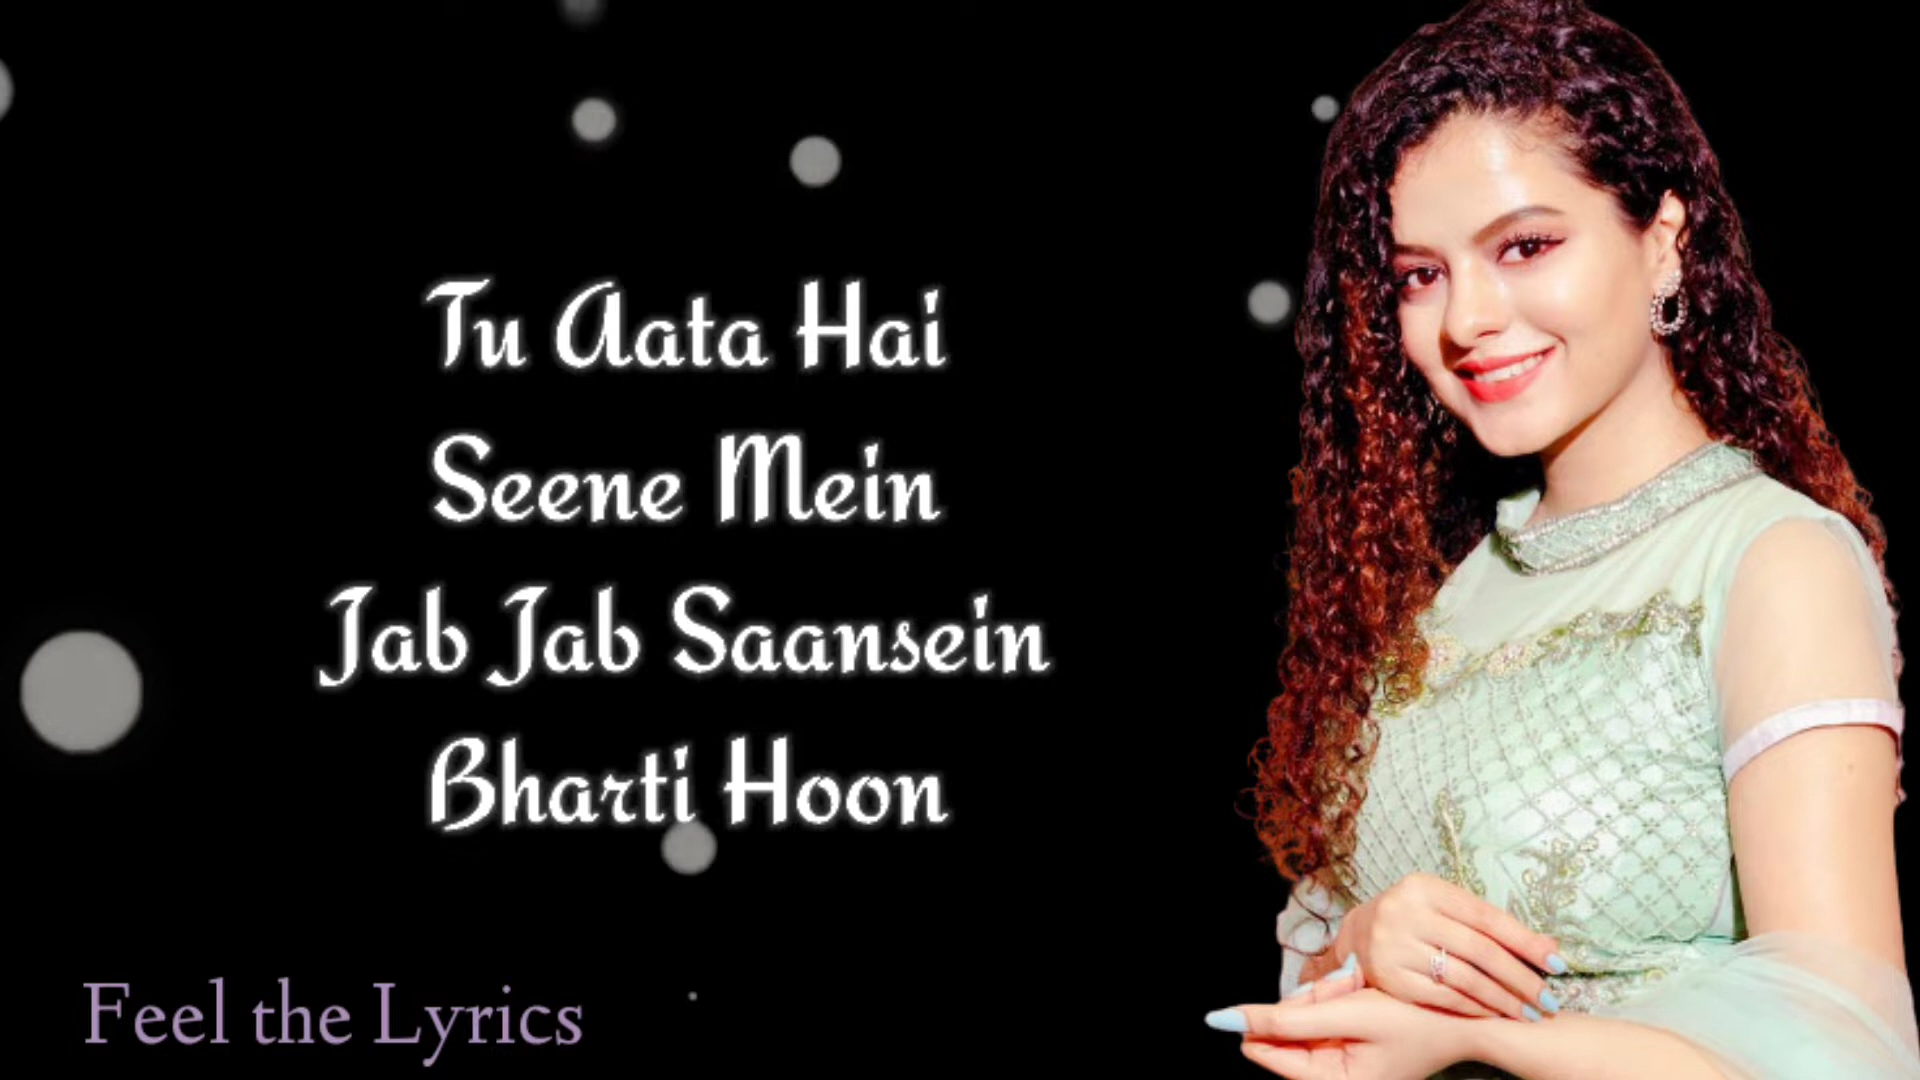 Tu Aata Hai
Seene Mein
Jab Jab Saansein
Bharti Hoon
Feel the Lyrics